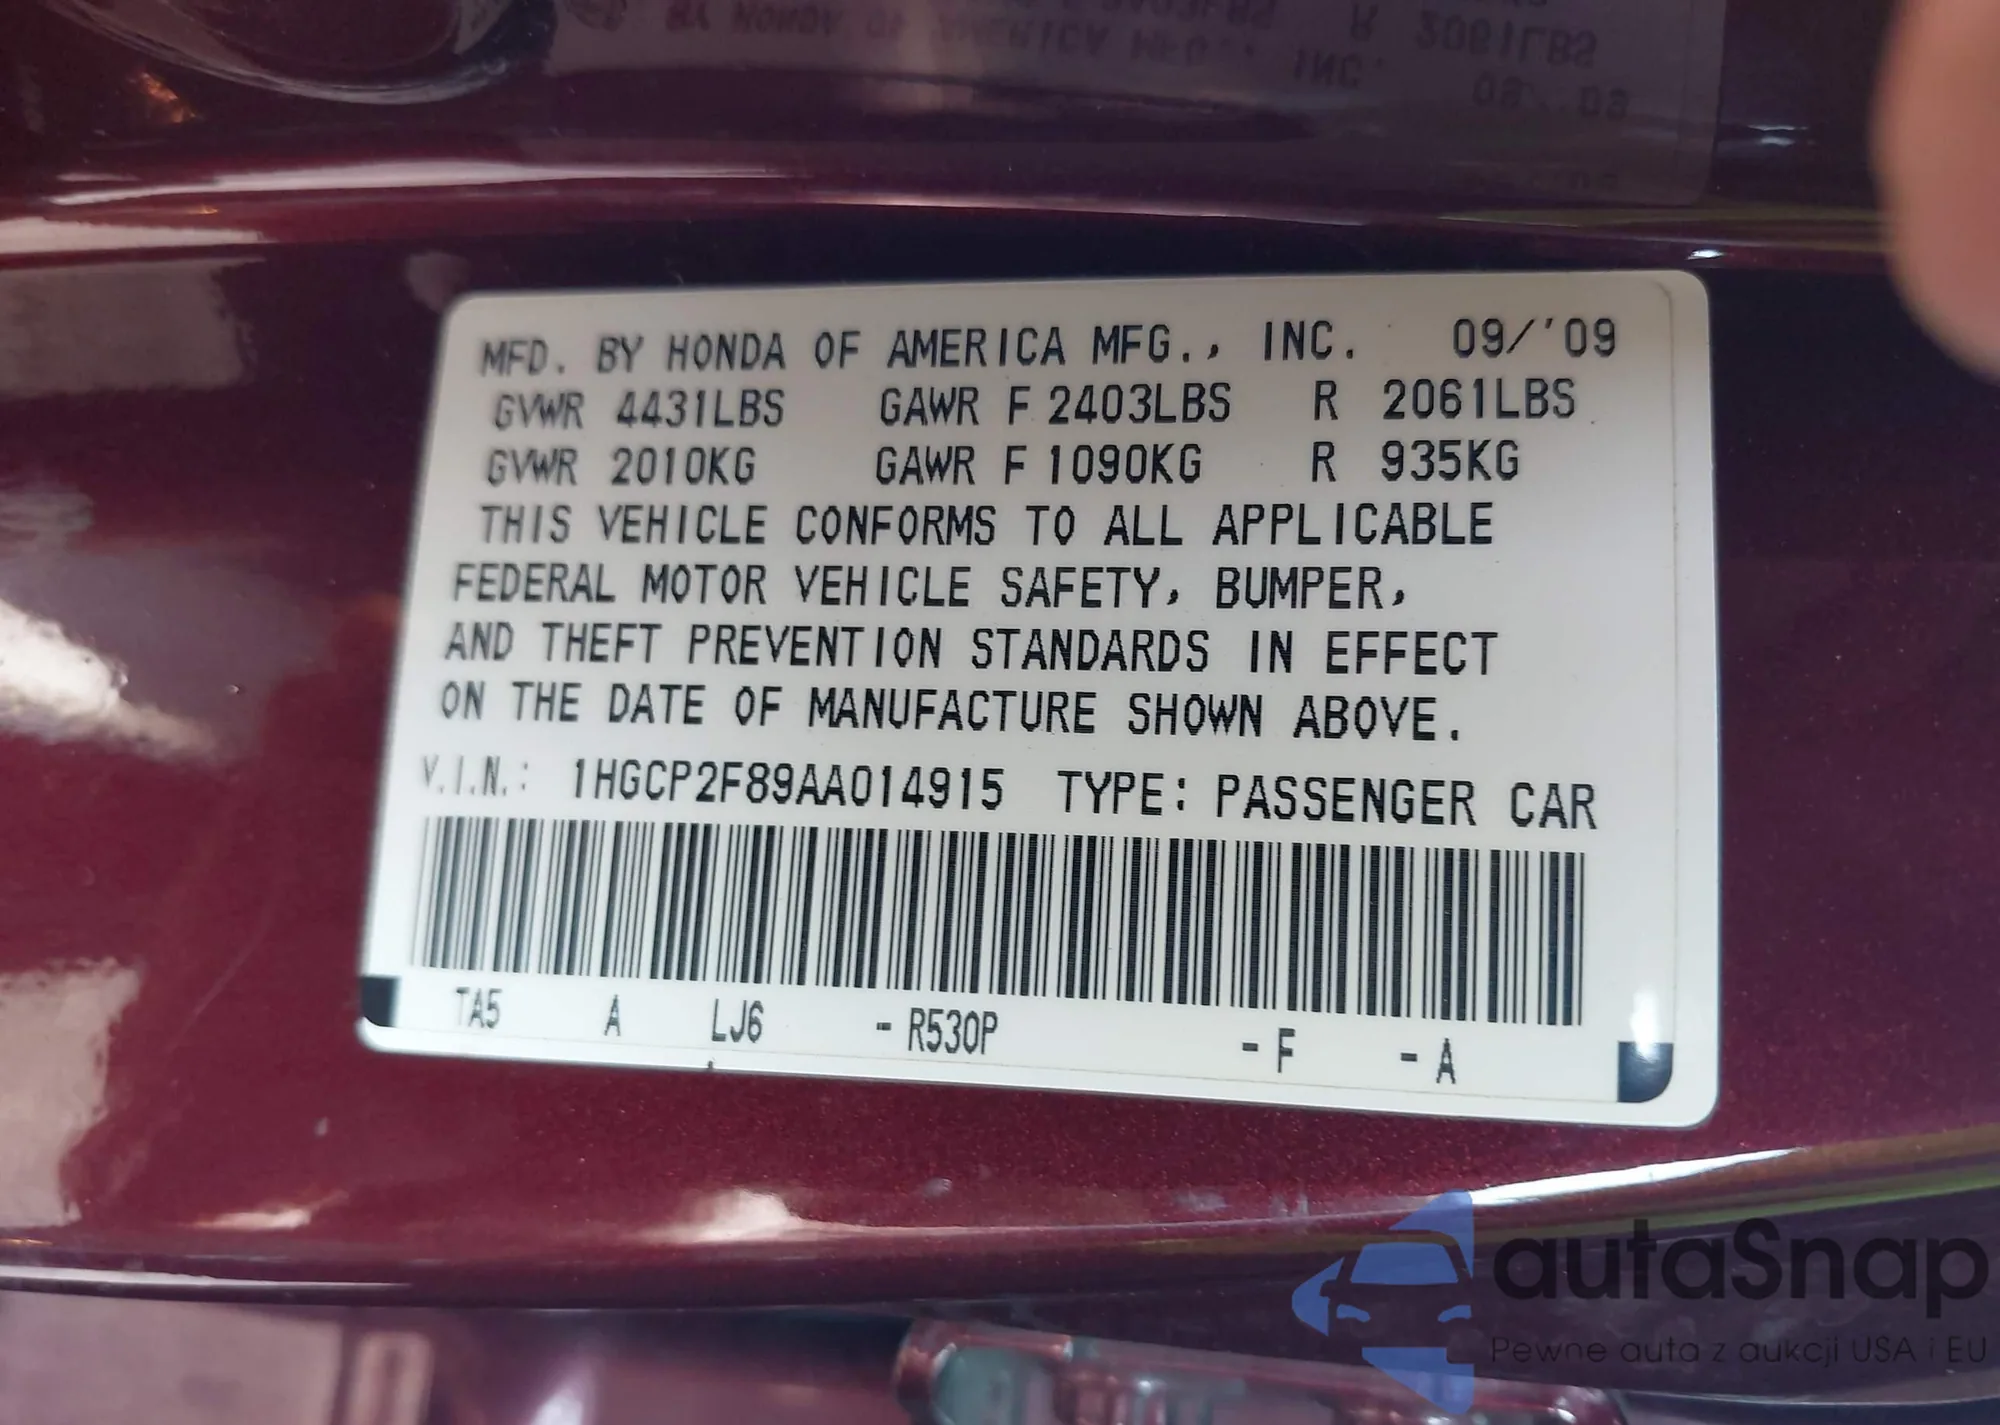 MFD. BY HONDA OF AMERICA MFG., INC. 09/'09
GVWR 4431LBS GAWR F 2403LBS R 2061LBS
GVWR 2010KG GAWR F 1090KG R 935KG
THIS VEHICLE CONFORMS TO ALL APPLICABLE
FEDERAL MOTOR VEHICLE SAFETY, BUMPER,
AND THEFT PREVENTION STANDARDS IN EFFECT
ON THE DATE OF MANUFACTURE SHOWN ABOVE.
V.I.N.: 1HGCP2F89AA014915 TYPE: PASSENGER CAR
TA5 A LJ6 - R530P - F - A
autaSnap
Pewne auta z aukcji USA i EU